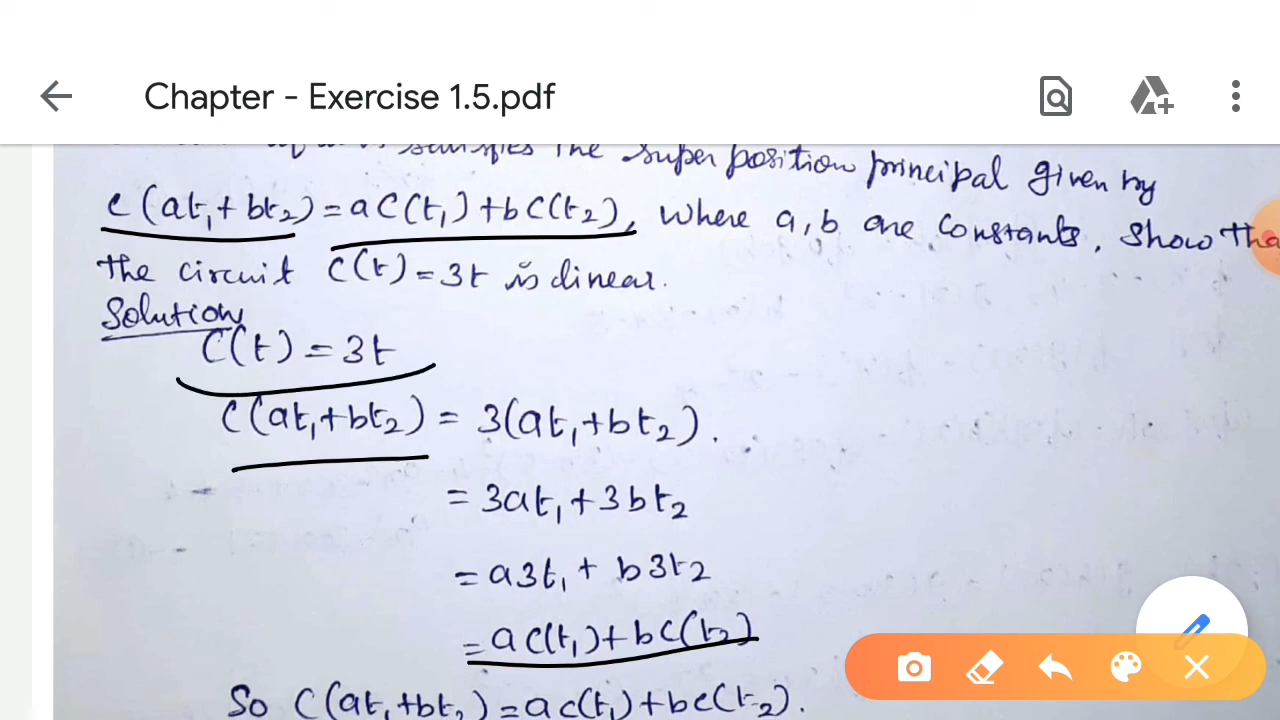 Chapter - Exercise 1.5.pdf
satisfies the super position principal given by
C(at₁+bt₂)=aC(t₁)+bC(t₂), where a,b are constants, show tha
the circuit C(t)=3t is linear.
Solution
C(t)=3t
C(at₁+bt₂) = 3(at₁+bt₂).
= 3at₁+3bt₂
= a3t₁+ b3t₂
= aC(t₁)+bC(t₂)
So C(at₁+bt₂)=ac(t₁)+bc(t₂).